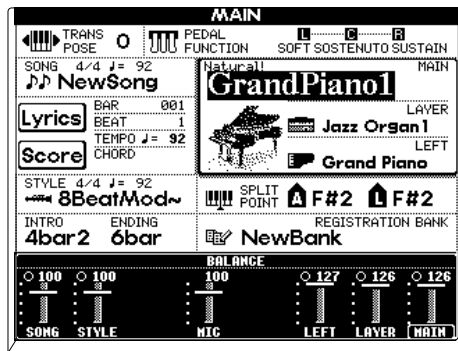 MAIN
TRANSPOSE 0
PEDAL FUNCTION
L C R
SOFT SOSTENUTO SUSTAIN
SONG 4/4 ♩= 92
NewSong
Natural! MAIN
GrandPiano1
Lyrics
BAR 001
BEAT 1
LAYER
Jazz Organ1
Score
TEMPO ♩= 92
CHORD
LEFT
Grand Piano
STYLE 4/4 ♩= 92
8BeatMod~
SPLIT POINT A F#2 L F#2
INTRO ENDING
4bar2 6bar
REGISTRATION BANK
NewBank
BALANCE
100 100 100 127 126 126
SONG STYLE MIC LEFT LAYER MAIN